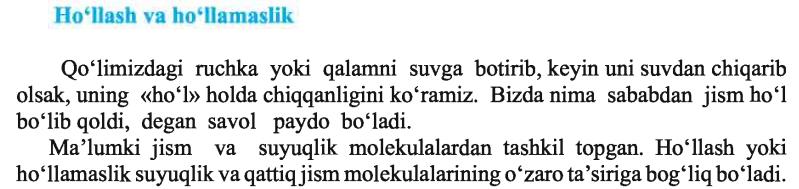 Ho‘llash va ho‘llamaslik
Qo‘limizdagi ruchka yoki qalamni suvga botirib, keyin uni suvdan chiqarib
olsak, uning «ho‘l» holda chiqqanligini ko‘ramiz. Bizda nima sababdan jism ho‘l
bo‘lib qoldi, degan savol paydo bo‘ladi.
Ma’lumki jism va suyuqlik molekulalardan tashkil topgan. Ho‘llash yoki
ho‘llamaslik suyuqlik va qattiq jism molekulalarining o‘zaro ta’siriga bog‘liq bo‘ladi.